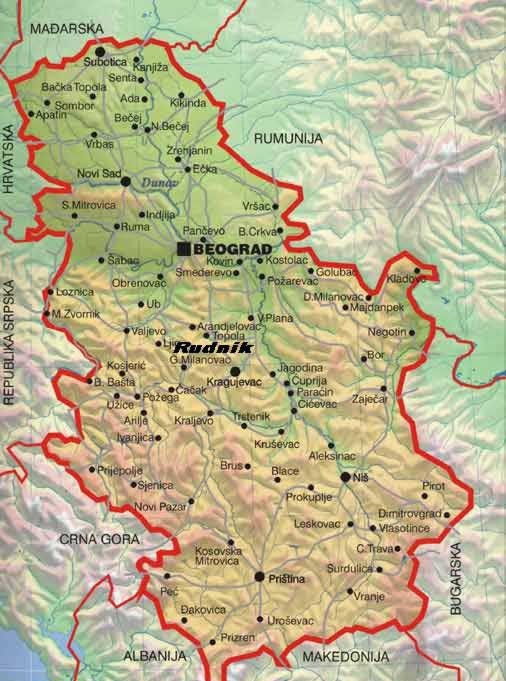 MAĐARSKA
Subotica
Kanjiža
Senta
Bačka Topola
Ada
Kikinda
Sombor
Apatin
Bečej
N.Bečej
RUMUNIJA
HRVATSKA
Vrbas
Zrenjanin
Ečka
Novi Sad
Dunav
S.Mitrovica
Inđija
Vršac
Ruma
Pančevo
B.Crkva
BEOGRAD
Šabac
Kovin
Kostolac
Smederevo
Golubac
Kladovo
Obrenovac
Požarevac
Loznica
D.Milanovac
Ub
Majdanpek
M.Zvornik
REPUBLIKA SRPSKA
V.Plana
Valjevo
Aranđelovac
Topola
Negotin
Rudnik
Bor
Kosjerić
G.Milanovac
Jagodina
B. Bašta
Kragujevac
Ćuprija
Čačak
Paraćin
Užice
Požega
Zaječar
Ćićevac
Arilje
Kraljevo
Trstenik
Ivanjica
Kruševac
Aleksinac
Prijepolje
Brus
Blace
Niš
Sjenica
Prokuplje
Pirot
Novi Pazar
Dimitrovgrad
Leskovac
Vlasotince
CRNA GORA
Kosovska
Mitrovica
C.Trava
BUGARSKA
Priština
Surdulica
Peć
Vranje
Đakovica
Uroševac
Prizren
ALBANIJA
MAKEDONIJA